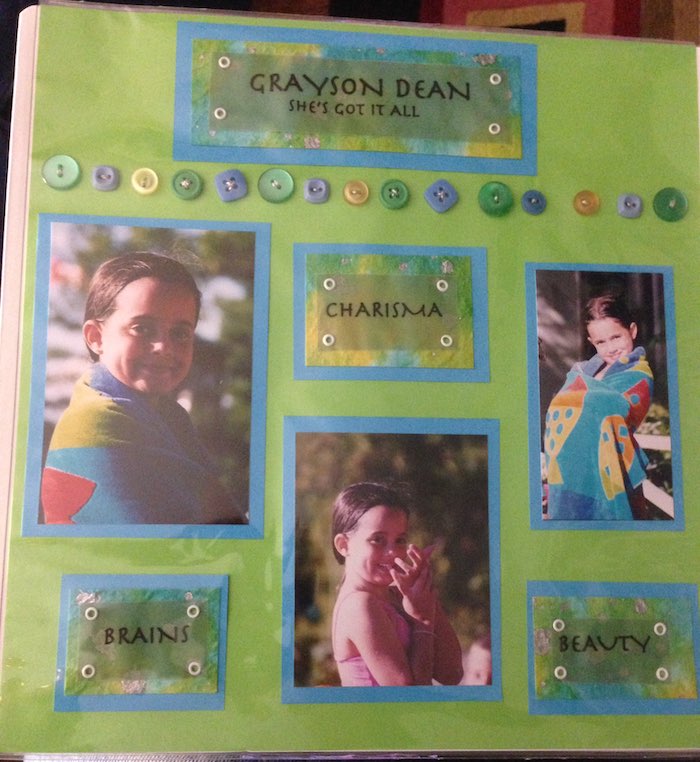 GRAYSON DEAN
SHE'S GOT IT ALL
CHARISMA
BRAINS
BEAUTY